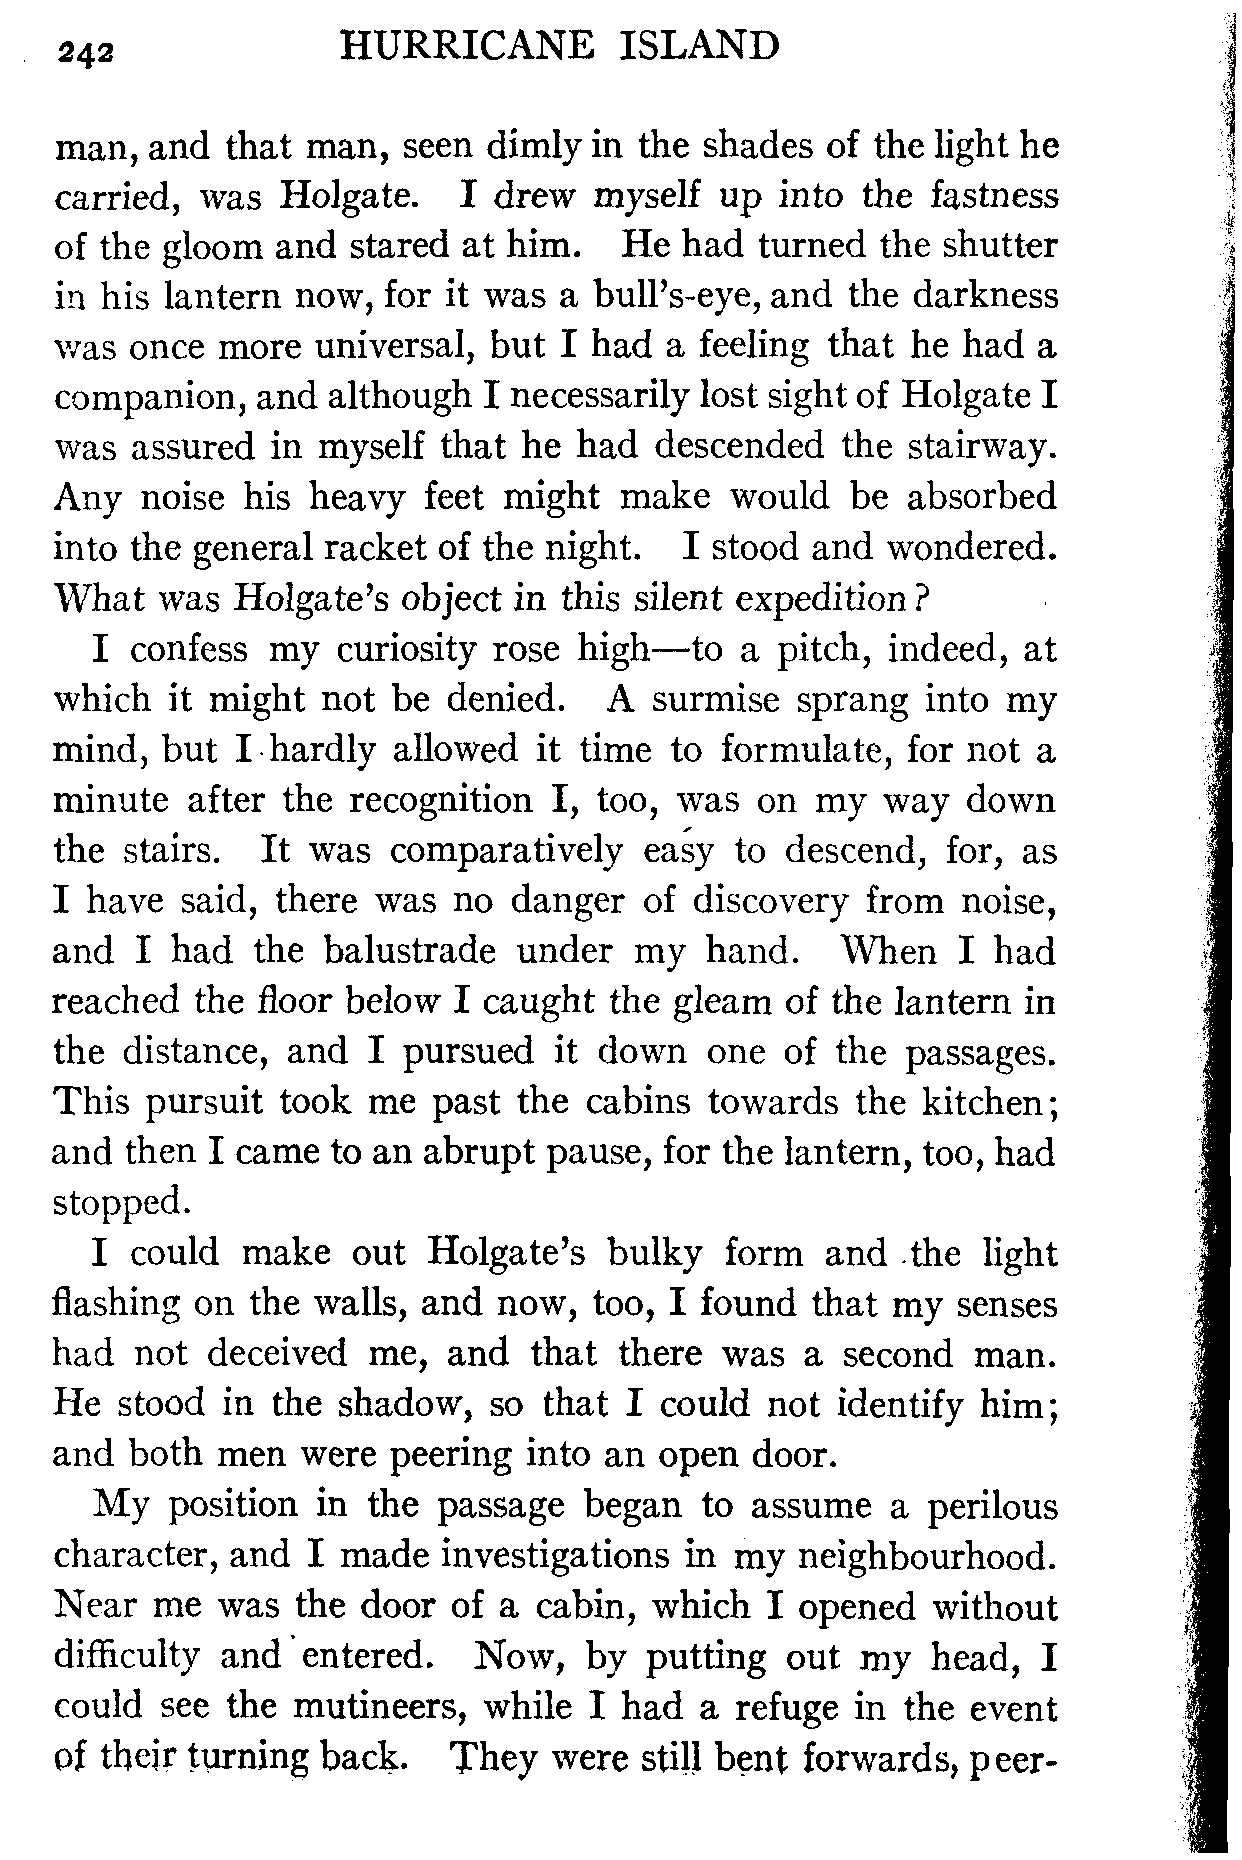 242 HURRICANE ISLAND
man, and that man, seen dimly in the shades of the light he
carried, was Holgate. I drew myself up into the fastness
of the gloom and stared at him. He had turned the shutter
in his lantern now, for it was a bull's-eye, and the darkness
was once more universal, but I had a feeling that he had a
companion, and although I necessarily lost sight of Holgate I
was assured in myself that he had descended the stairway.
Any noise his heavy feet might make would be absorbed
into the general racket of the night. I stood and wondered.
What was Holgate's object in this silent expedition?
I confess my curiosity rose high—to a pitch, indeed, at
which it might not be denied. A surmise sprang into my
mind, but I hardly allowed it time to formulate, for not a
minute after the recognition I, too, was on my way down
the stairs. It was comparatively easy to descend, for, as
I have said, there was no danger of discovery from noise,
and I had the balustrade under my hand. When I had
reached the floor below I caught the gleam of the lantern in
the distance, and I pursued it down one of the passages.
This pursuit took me past the cabins towards the kitchen;
and then I came to an abrupt pause, for the lantern, too, had
stopped.
I could make out Holgate's bulky form and the light
flashing on the walls, and now, too, I found that my senses
had not deceived me, and that there was a second man.
He stood in the shadow, so that I could not identify him;
and both men were peering into an open door.
My position in the passage began to assume a perilous
character, and I made investigations in my neighbourhood.
Near me was the door of a cabin, which I opened without
difficulty and entered. Now, by putting out my head, I
could see the mutineers, while I had a refuge in the event
of their turning back. They were still bent forwards, peer-